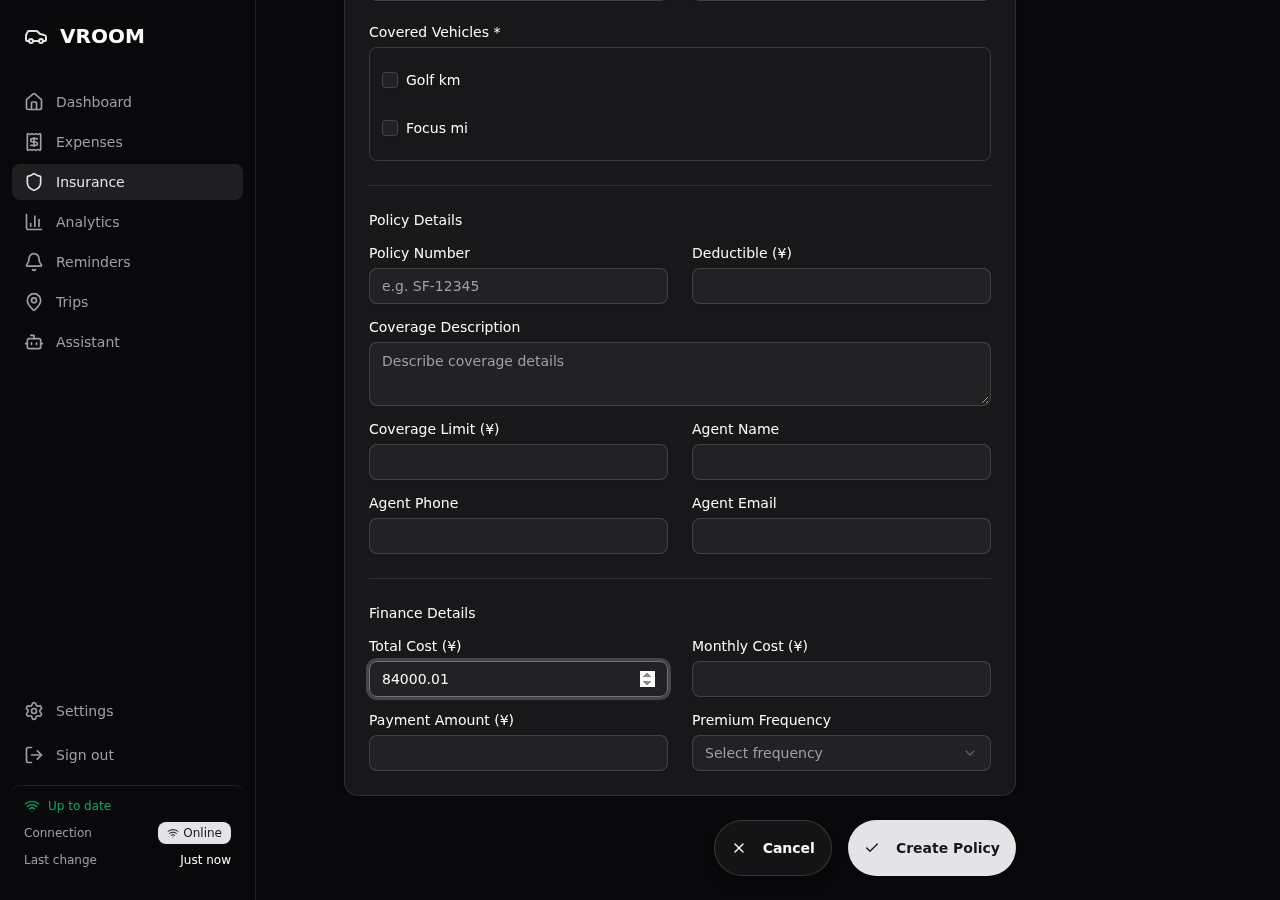 VROOM
Dashboard
Expenses
Insurance
Analytics
Reminders
Trips
Assistant
Settings
Sign out
Up to date
Connection
Online
Last change
Just now
Covered Vehicles *
Golf km
Focus mi
Policy Details
Policy Number
Deductible (¥)
e.g. SF-12345
Coverage Description
Describe coverage details
Coverage Limit (¥)
Agent Name
Agent Phone
Agent Email
Finance Details
Total Cost (¥)
Monthly Cost (¥)
84000.01
Payment Amount (¥)
Premium Frequency
Select frequency
Cancel
Create Policy